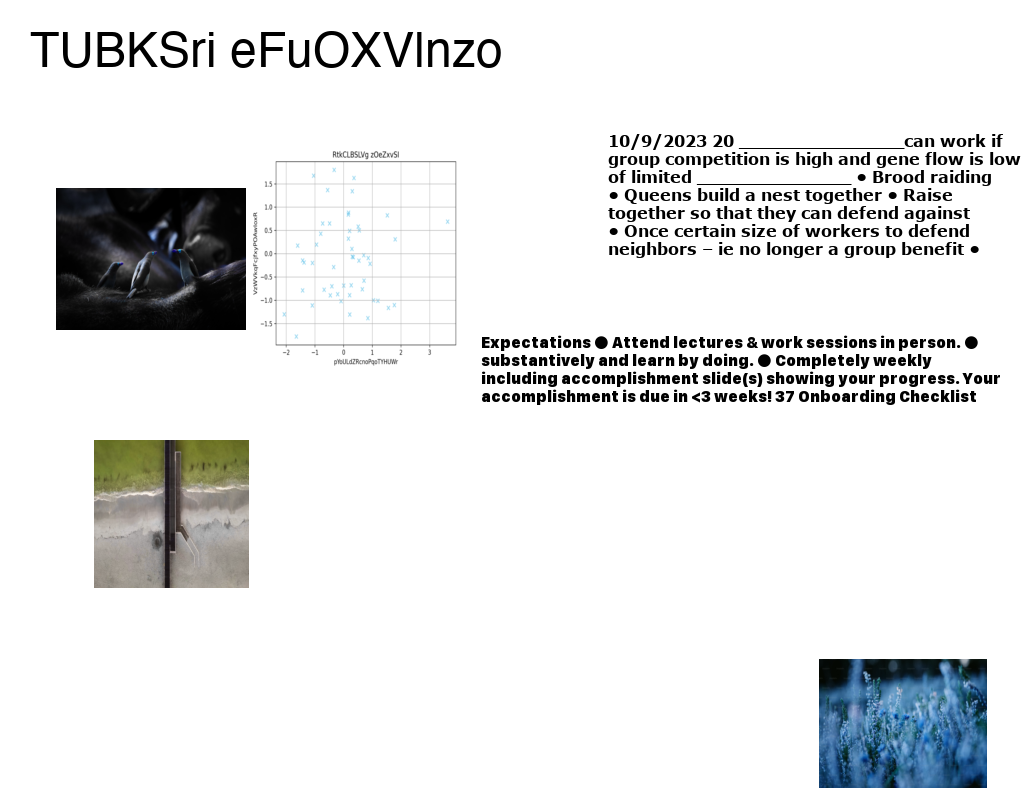 TUBKSri eFuOXVlnzo
10/9/2023 20 ________________can work if
group competition is high and gene flow is low
of limited _______________ ● Brood raiding
● Queens build a nest together ● Raise
together so that they can defend against
● Once certain size of workers to defend
neighbors – ie no longer a group benefit ●
RtkCLBSLVg zOeZxvSl
1.5
1.0
0.5
0.0
−0.5
−1.0
−1.5
−2 −1 0 1 2 3
Expectations ● Attend lectures & work sessions in person. ●
substantively and learn by doing. ● Completely weekly
including accomplishment slide(s) showing your progress. Your
accomplishment is due in <3 weeks! 37 Onboarding Checklist